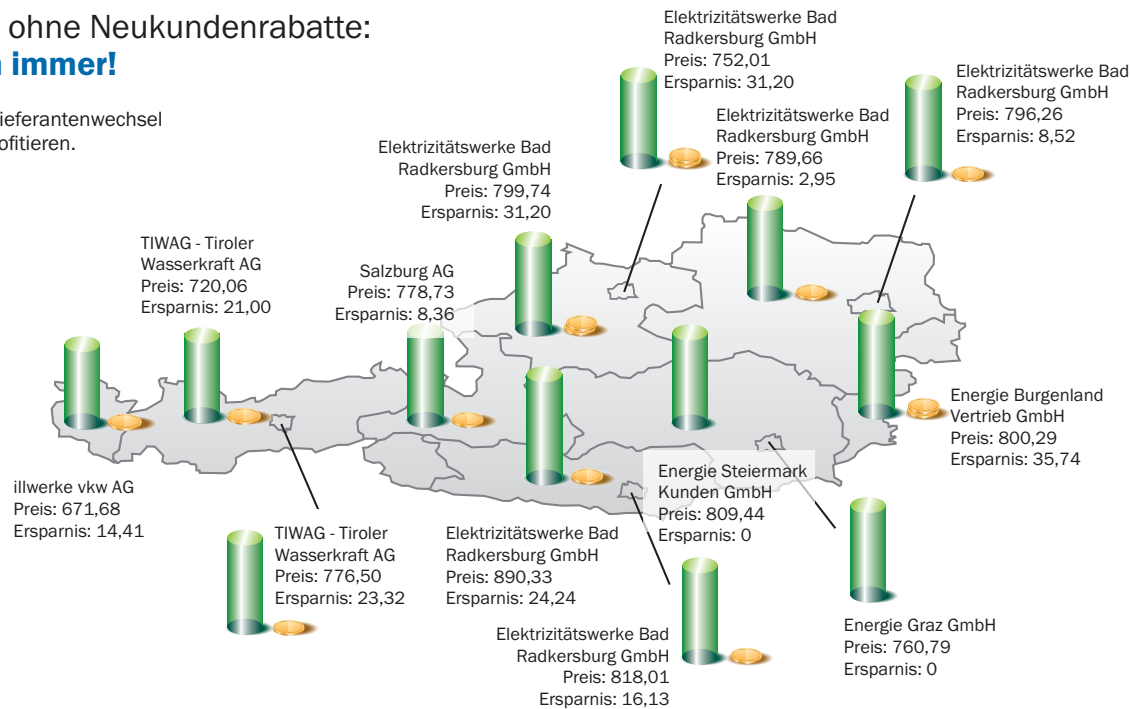 ohne Neukundenrabatte:
immer!
ieferantenwechsel
ofitieren.
Elektrizitätswerke Bad
Radkersburg GmbH
Preis: 752,01
Ersparnis: 31,20
Elektrizitätswerke Bad
Radkersburg GmbH
Preis: 796,26
Ersparnis: 8,52
Elektrizitätswerke Bad
Radkersburg GmbH
Preis: 789,66
Ersparnis: 2,95
Elektrizitätswerke Bad
Radkersburg GmbH
Preis: 799,74
Ersparnis: 31,20
TIWAG - Tiroler
Wasserkraft AG
Preis: 720,06
Ersparnis: 21,00
Salzburg AG
Preis: 778,73
Ersparnis: 8,36
Energie Burgenland
Vertrieb GmbH
Preis: 800,29
Ersparnis: 35,74
illwerke vkw AG
Preis: 671,68
Ersparnis: 14,41
Energie Steiermark
Kunden GmbH
Preis: 809,44
Ersparnis: 0
TIWAG - Tiroler
Wasserkraft AG
Preis: 776,50
Ersparnis: 23,32
Elektrizitätswerke Bad
Radkersburg GmbH
Preis: 890,33
Ersparnis: 24,24
Elektrizitätswerke Bad
Radkersburg GmbH
Preis: 818,01
Ersparnis: 16,13
Energie Graz GmbH
Preis: 760,79
Ersparnis: 0